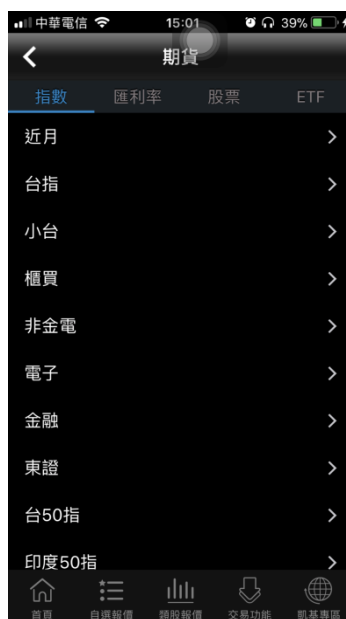 中華電信 15:01 39%
期貨
指數 匯利率 股票 ETF
近月
台指
小台
櫃買
非金電
電子
金融
東證
台50指
印度50指
首頁 自選報價 類股報價 交易功能 凱基專區